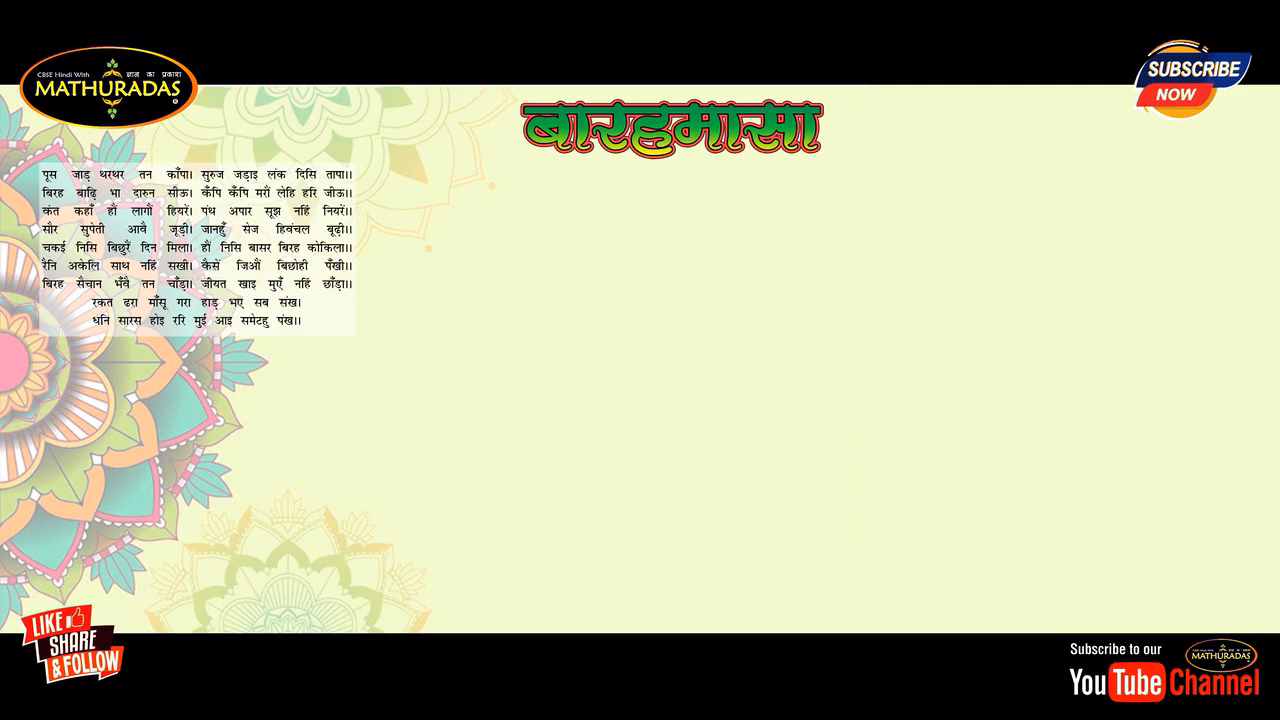 CBSE Hindi With ज्ञान का प्रकाश
MATHURADAS
SUBSCRIBE
NOW
बारहमासा
पूस जाड़ थरथर तन काँपा। सुरुज जड़ाइ लंक दिसि तापा।।
बिरह बाढ़ि भा दारुन सीऊ। कँपि कँपि मरौं लेहि हरि जीऊ।।
कंत कहाँ हौं लागौं हियरें। पंथ अपार सूझ नहिं नियरें।।
सौर सुपेती आवै जूड़ी। जानहुँ सेज हिवंचल बूढ़ी।।
चकई निसि बिछुरैं दिन मिला। हौं निसि बासर बिरह कोकिला।।
रैनि अकेलि साथ नहिं सखी। कैसें जिऔं बिछोही पँखी।।
बिरह सैचान भँवै तन चाँड़ा। जीयत खाइ मुएँ नहिं छाँड़ा।।
रकत ढरा माँसू गरा हाड़ भए सब संख।
धनि सारस होइ ररि मुई आइ समेटहु पंख।।
LIKE
SHARE
& FOLLOW
Subscribe to our
MATHURADAS
YouTube Channel